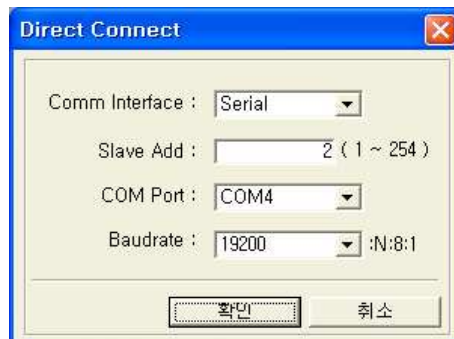 Direct Connect
Comm Interface : Serial
Slave Add : 2 ( 1 ~ 254 )
COM Port : COM4
Baudrate : 19200 :N:8:1
확인 취소